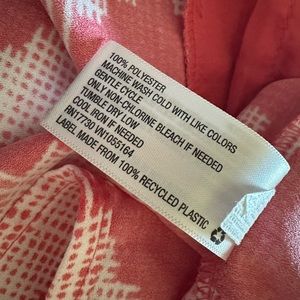 100% POLYESTER
MACHINE WASH COLD WITH LIKE COLORS
GENTLE CYCLE
ONLY NON-CHLORINE BLEACH IF NEEDED
TUMBLE DRY LOW
COOL IRON IF NEEDED
RN17730 VN1055164
LABEL MADE FROM 100% RECYCLED PLASTIC